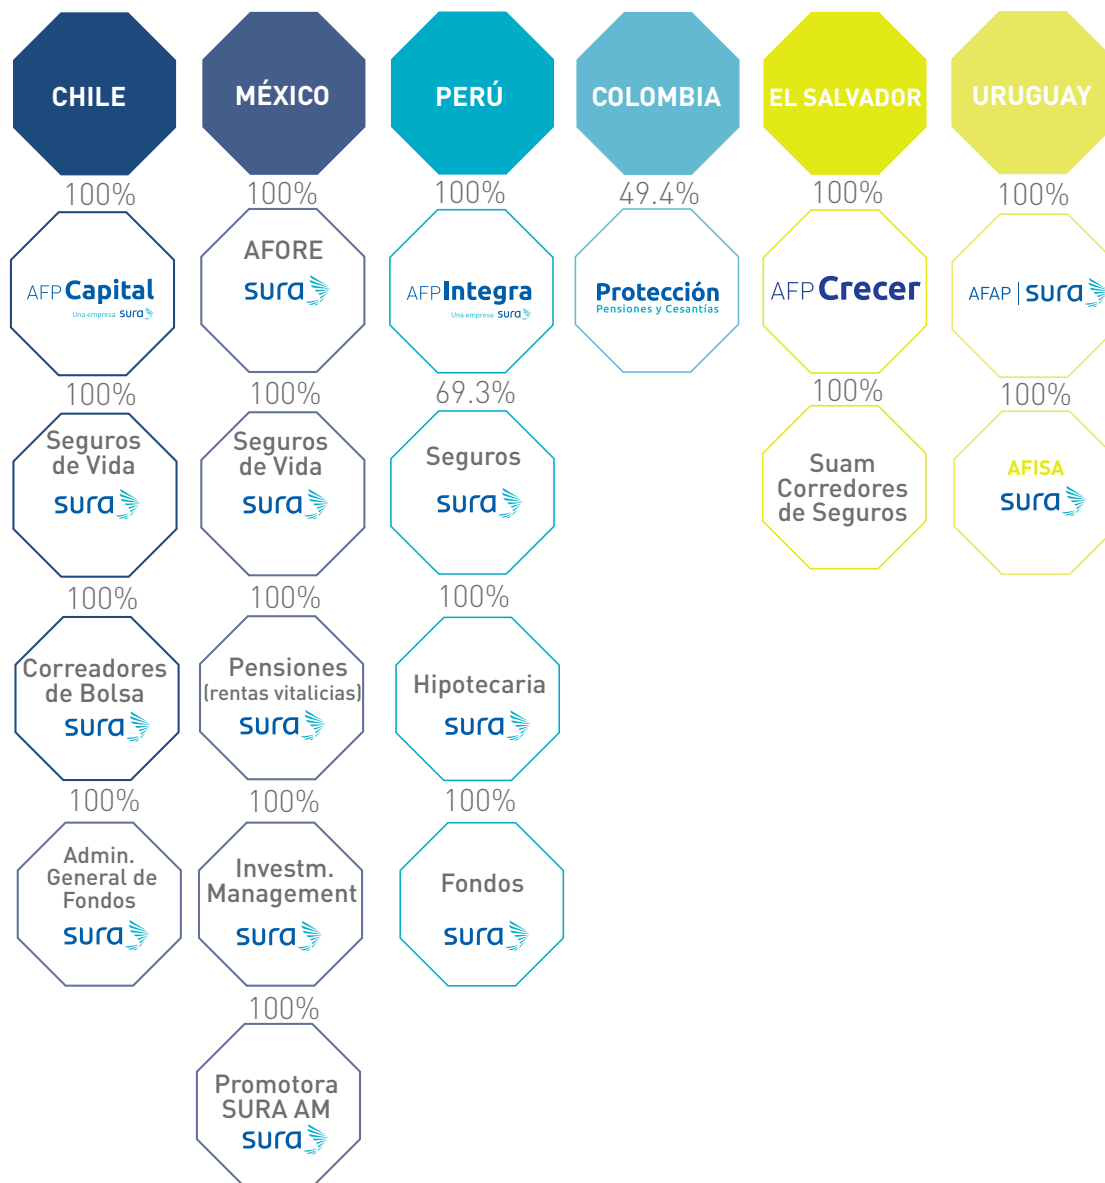 CHILE
MÉXICO
PERÚ
COLOMBIA
EL SALVADOR
URUGUAY
100%
100%
100%
49.4%
100%
100%
AFP Capital
Una empresa sura
AFORE
sura
AFP Integra
Una empresa sura
Protección
Pensiones y Cesantías
AFP Crecer
AFAP | sura
100%
100%
69.3%
100%
100%
Seguros
de Vida
sura
Seguros
de Vida
sura
Seguros
sura
Suam
Corredores
de Seguros
AFISA
sura
100%
100%
100%
Correadores
de Bolsa
sura
Pensiones
(rentas vitalicias)
sura
Hipotecaria
sura
100%
100%
100%
Admin.
General de
Fondos
sura
Investm.
Management
sura
Fondos
sura
100%
Promotora
SURA AM
sura